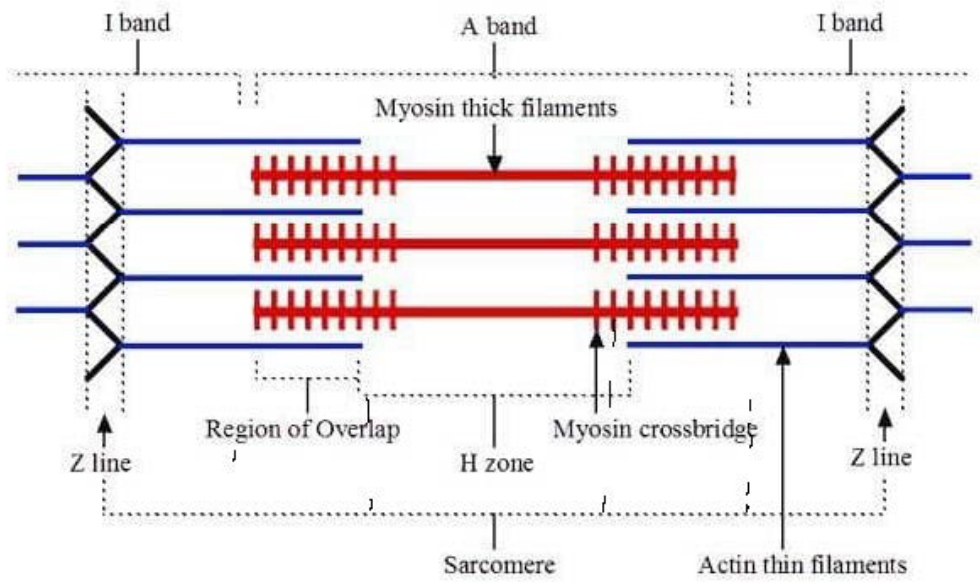 I band
A band
I band
Myosin thick filaments
Region of Overlap
Myosin crossbridge
Z line
H zone
Z line
Sarcomere
Actin thin filaments